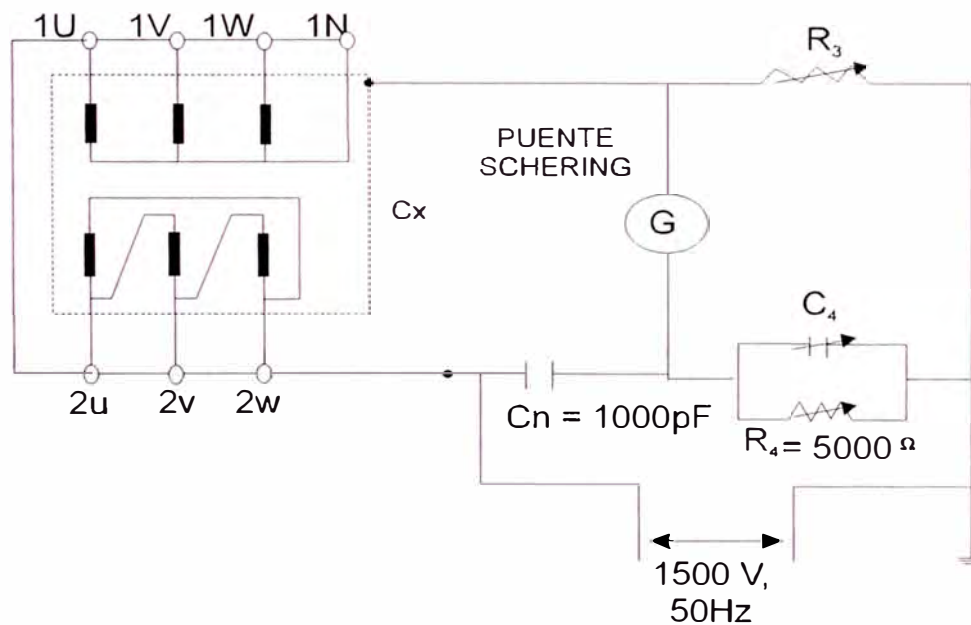 1U 1V 1W 1N
R₃
PUENTE
SCHERING
Cx
G
C₄
2u 2v 2w
Cn = 1000pF
R₄ = 5000 Ω
1500 V,
50Hz